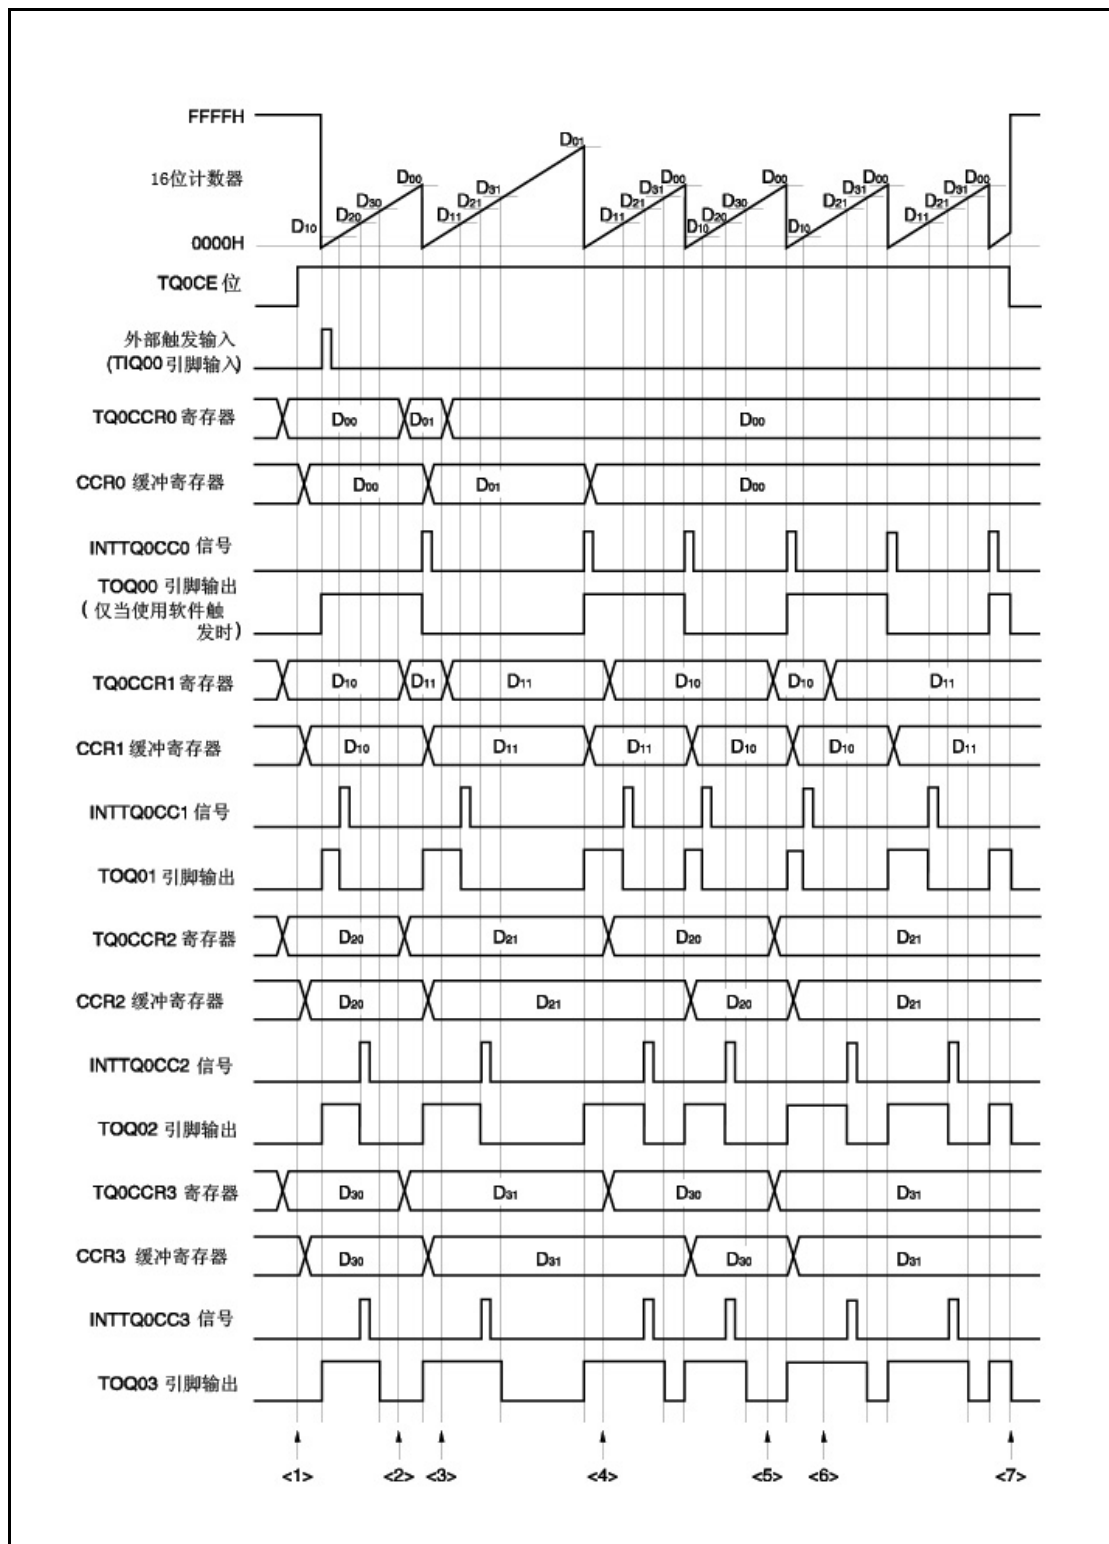 FFFFH
D01
16位计数器
D00 D00 D00 D00 D00
D30 D31 D31 D30 D31 D31
D20 D21 D21 D20 D21 D21
D10 D11 D11 D10 D10 D11
0000H
TQ0CE 位
外部触发输入
(TIQ00 引脚输入)
TQ0CCR0 寄存器 D00 D01 D00
CCR0 缓冲寄存器 D00 D01 D00
INTTQ0CC0 信号
TOQ00 引脚输出
( 仅当使用软件触
发时)
TQ0CCR1 寄存器 D10 D11 D11 D10 D10 D11
CCR1 缓冲寄存器 D10 D11 D11 D10 D10 D11
INTTQ0CC1 信号
TOQ01 引脚输出
TQ0CCR2 寄存器 D20 D21 D20 D21
CCR2 缓冲寄存器 D20 D21 D20 D21
INTTQ0CC2 信号
TOQ02 引脚输出
TQ0CCR3 寄存器 D30 D31 D30 D31
CCR3 缓冲寄存器 D30 D31 D30 D31
INTTQ0CC3 信号
TOQ03 引脚输出
<1> <2> <3> <4> <5> <6> <7>